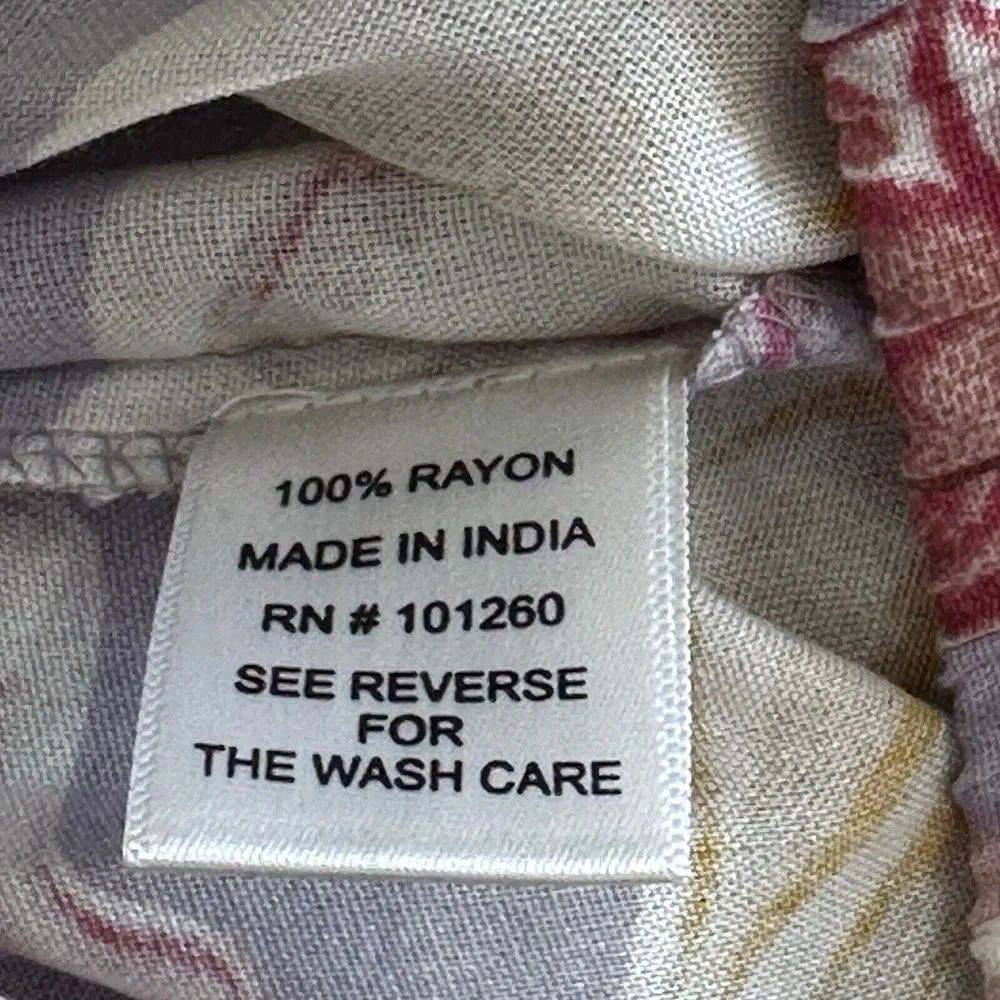 100% RAYON
MADE IN INDIA
RN # 101260
SEE REVERSE
FOR
THE WASH CARE